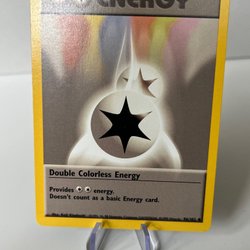 ENERGY
Double Colorless Energy
Provides energy.
Doesn't count as a basic Energy card.